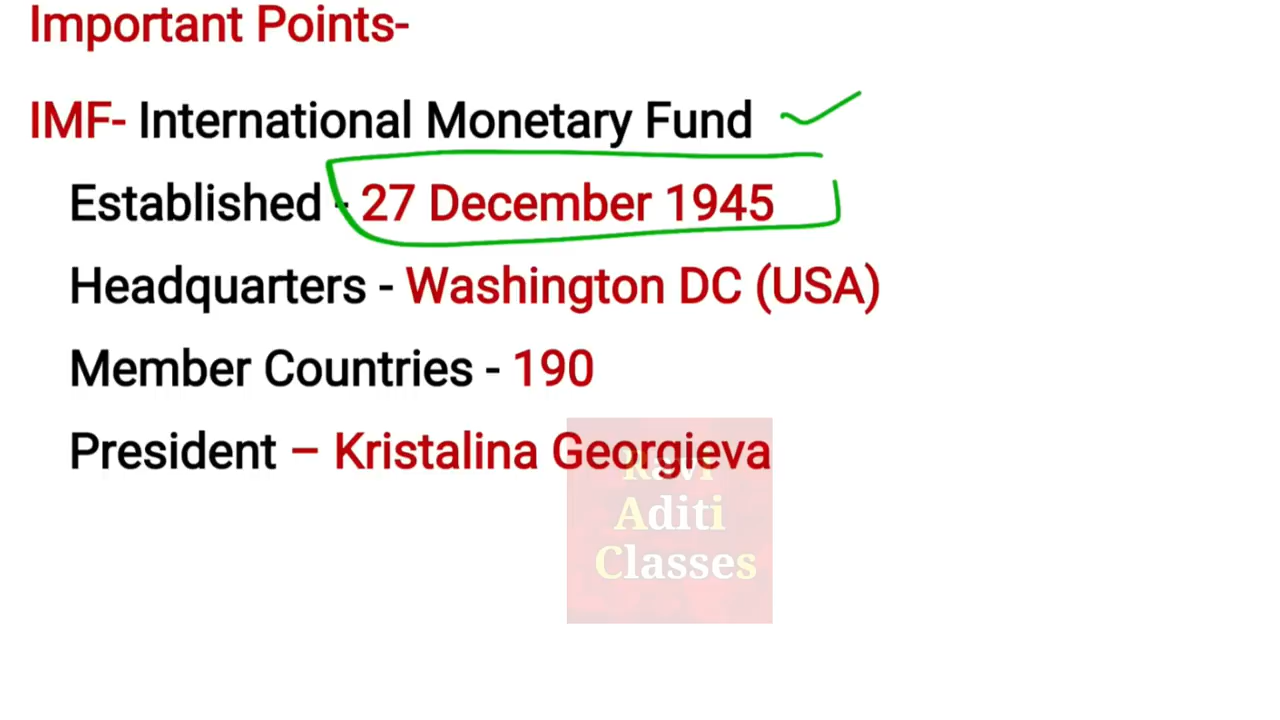 Important Points-
IMF- International Monetary Fund
Established - 27 December 1945
Headquarters - Washington DC (USA)
Member Countries - 190
President – Kristalina Georgieva
Ravi
Aditi
Classes